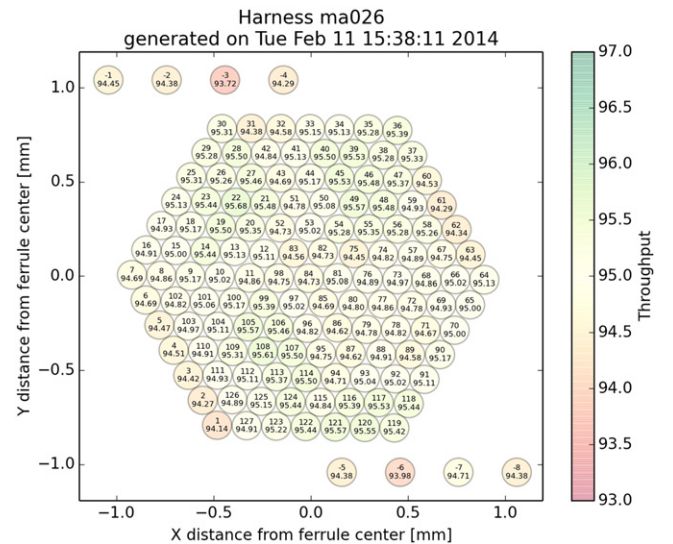 Harness ma026
generated on Tue Feb 11 15:38:11 2014
-1 -2 -3 -4
94.45 94.38 93.72 94.29
30 31 32 33 34 35 36
95.31 94.38 94.58 95.15 95.13 95.28 95.39
29 28 42 41 40 39 38 37
95.28 95.50 94.84 95.13 95.50 95.53 95.28 95.33
25 26 27 43 44 45 46 47 60
95.31 95.26 95.46 94.69 95.17 95.53 95.48 95.37 94.53
24 23 22 21 51 50 49 48 59 61
95.13 95.44 95.68 95.48 94.78 95.08 95.57 95.48 94.93 94.29
17 18 19 20 52 53 54 55 56 58 62
94.93 95.17 95.50 95.35 94.73 95.02 95.28 95.35 95.28 95.26 94.34
16 15 14 13 12 83 82 75 74 57 67 63
94.91 95.00 95.44 95.13 95.11 94.56 94.73 94.45 94.82 94.89 94.75 94.45
7 8 9 10 11 98 84 81 76 73 68 66 64
94.69 94.86 95.17 95.02 94.86 94.75 94.73 95.08 94.89 94.97 94.86 95.02 95.13
6 102 101 100 99 97 85 80 77 72 69 65
94.69 94.82 95.06 95.17 95.39 95.02 94.69 94.80 94.86 94.78 94.93 95.00
5 103 104 105 106 96 86 79 78 71 70
94.47 94.97 95.11 95.57 95.46 94.82 94.62 94.78 94.82 94.67 95.00
4 110 109 108 107 95 87 88 89 90
94.51 94.91 95.31 95.61 95.50 94.75 94.62 94.91 94.58 95.17
3 111 112 113 114 94 93 92 91
94.42 94.93 95.11 95.37 95.50 94.71 95.04 95.02 95.11
2 126 125 124 115 116 117 118
94.27 94.89 95.15 95.44 95.84 95.39 95.53 95.44
1 127 123 122 121 120 119
94.14 94.91 95.22 95.44 95.57 95.55 95.42
-5 -6 -7 -8
94.38 93.98 94.71 94.38
1.0
0.5
0.0
−0.5
−1.0
Y distance from ferrule center [mm]
−1.0 −0.5 0.0 0.5 1.0
X distance from ferrule center [mm]
97.0
96.5
96.0
95.5
95.0
94.5
94.0
93.5
93.0
Throughput